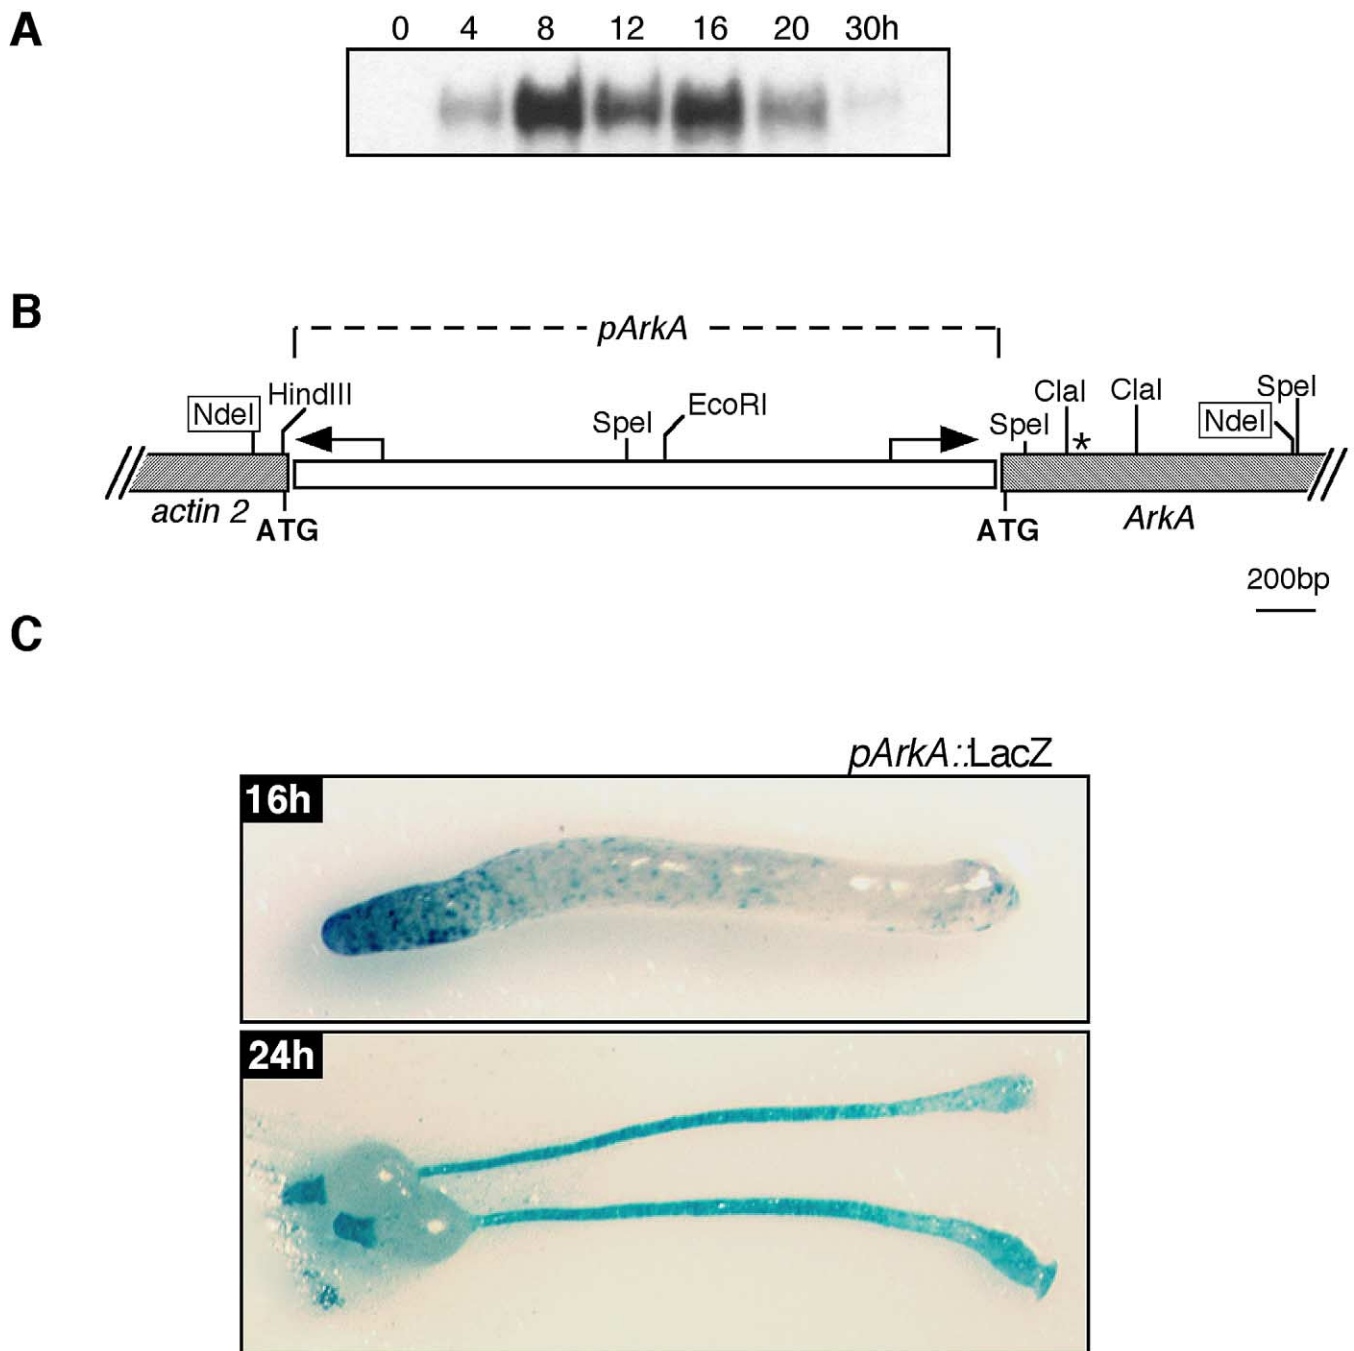 A
0 4 8 12 16 20 30h
B
pArkA
NdeI HindIII SpeI EcoRI SpeI ClaI * ClaI NdeI SpeI
actin 2 ATG ATG ArkA
200bp
C
pArkA::LacZ
16h
24h